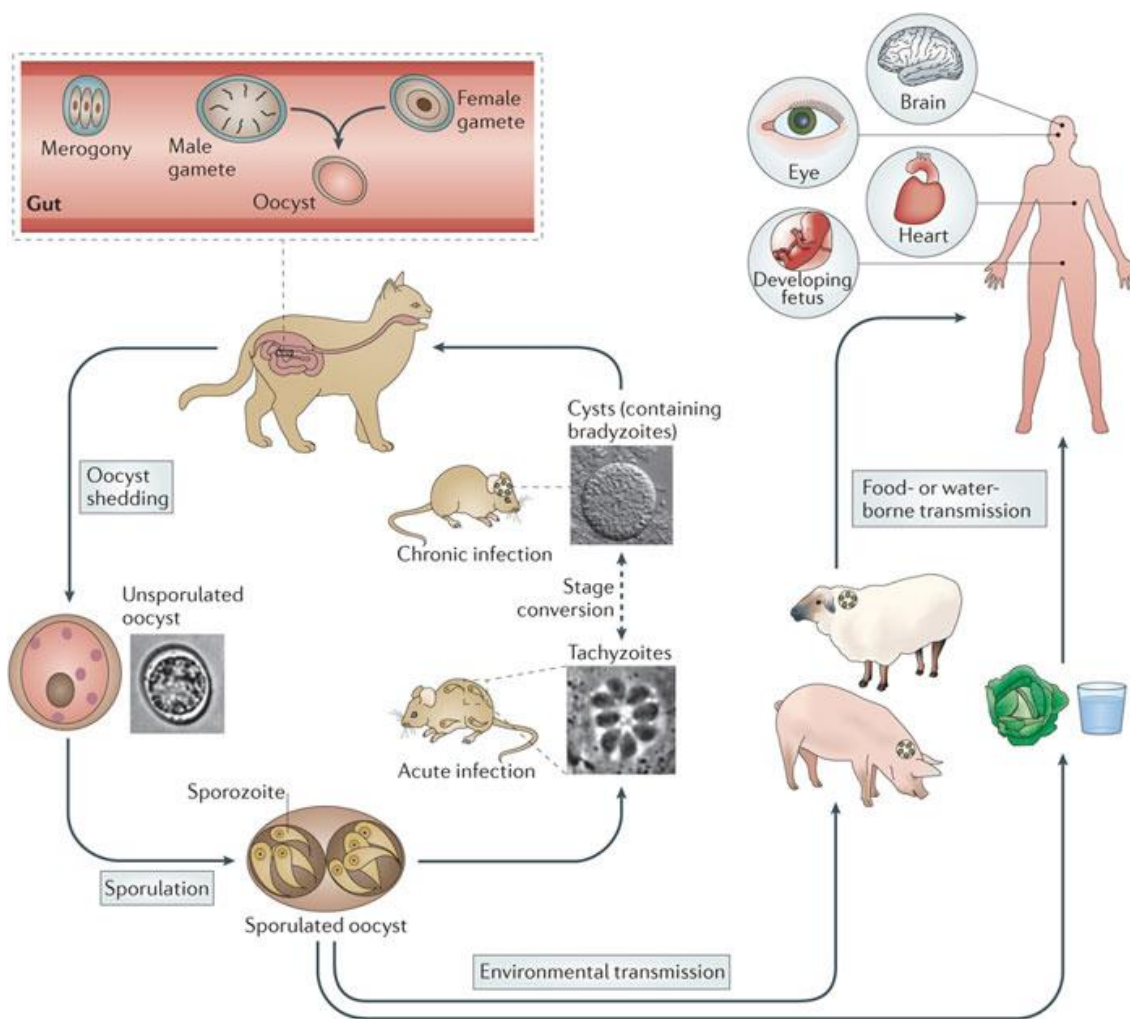 Merogony
Male
gamete
Female
gamete
Oocyst
Gut
Brain
Eye
Heart
Developing
fetus
Cysts (containing
bradyzoites)
Oocyst
shedding
Chronic infection
Food- or water-
borne transmission
Stage
conversion
Unsporulated
oocyst
Tachyzoites
Acute infection
Sporozoite
Sporulation
Sporulated oocyst
Environmental transmission